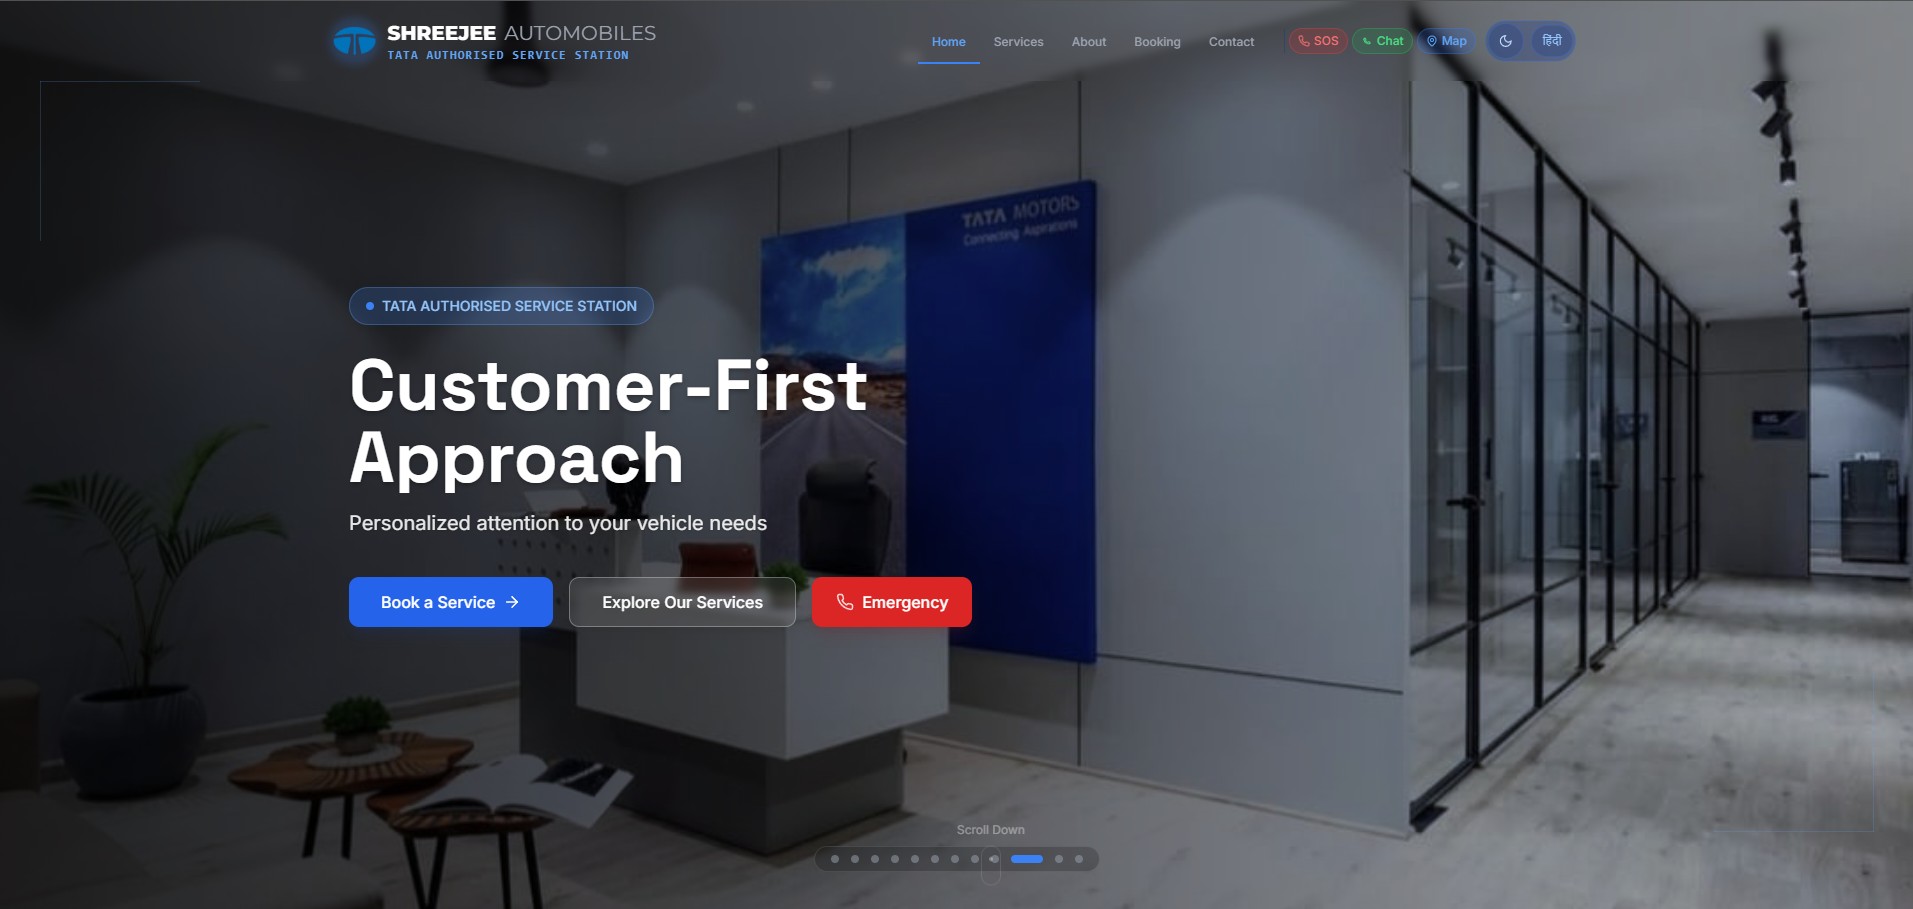 SHREEJEE AUTOMOBILES
TATA AUTHORISED SERVICE STATION
Home
Services
About
Booking
Contact
SOS
Chat
Map
हिंदी
TATA MOTORS
Connecting Aspirations
TATA AUTHORISED SERVICE STATION
Customer-First
Approach
Personalized attention to your vehicle needs
Book a Service
Explore Our Services
Emergency
Scroll Down